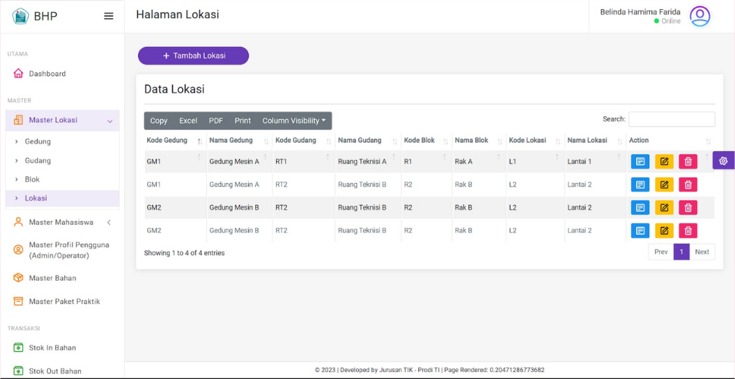 BHP
Halaman Lokasi
Belinda Hamima Farida
Online
UTAMA
Dashboard
MASTER
Master Lokasi
Gedung
Gudang
Blok
Lokasi
Master Mahasiswa
Master Profil Pengguna
(Admin/Operator)
Master Bahan
Master Paket Praktik
TRANSAKSI
Stok In Bahan
Stok Out Bahan
+ Tambah Lokasi
Data Lokasi
Copy Excel PDF Print Column Visibility
Search:
Kode Gedung Nama Gedung Kode Gudang Nama Gudang Kode Blok Nama Blok Kode Lokasi Nama Lokasi Action
GM1 Gedung Mesin A RT1 Ruang Teknisi A R1 Rak A L1 Lantai 1
GM1 Gedung Mesin A RT2 Ruang Teknisi B R2 Rak B L2 Lantai 2
GM2 Gedung Mesin B RT2 Ruang Teknisi B R2 Rak B L2 Lantai 2
GM2 Gedung Mesin B RT2 Ruang Teknisi B R2 Rak B L2 Lantai 2
Showing 1 to 4 of 4 entries
Prev 1 Next
© 2023 | Developed by Jurusan TIK - Prodi TI | Page Rendered: 0.20471286773682